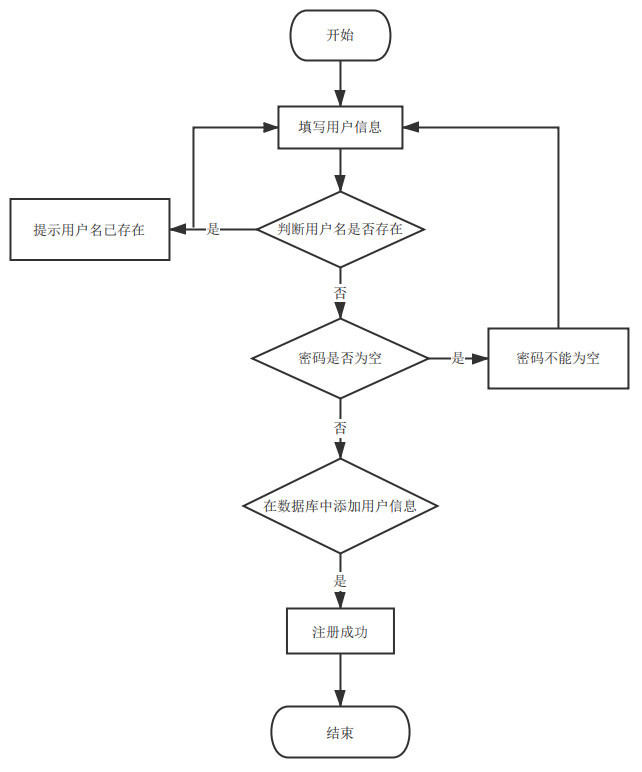 开始
填写用户信息
判断用户名是否存在
是
提示用户名已存在
否
密码是否为空
是
密码不能为空
否
在数据库中添加用户信息
是
注册成功
结束